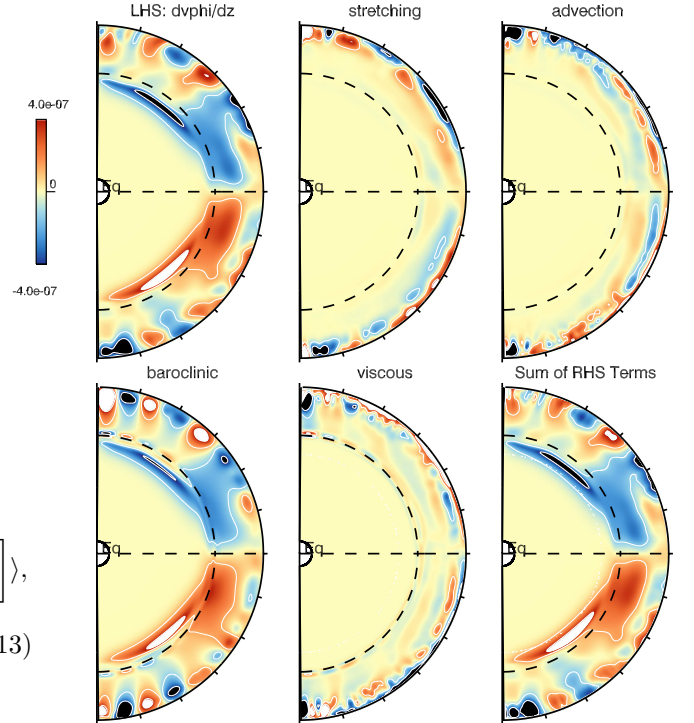 LHS: dvphi/dz stretching advection
4.0e-07
0
Eq Eq Eq
-4.0e-07
baroclinic viscous Sum of RHS Terms
Eq Eq Eq
] ⟩,
13)